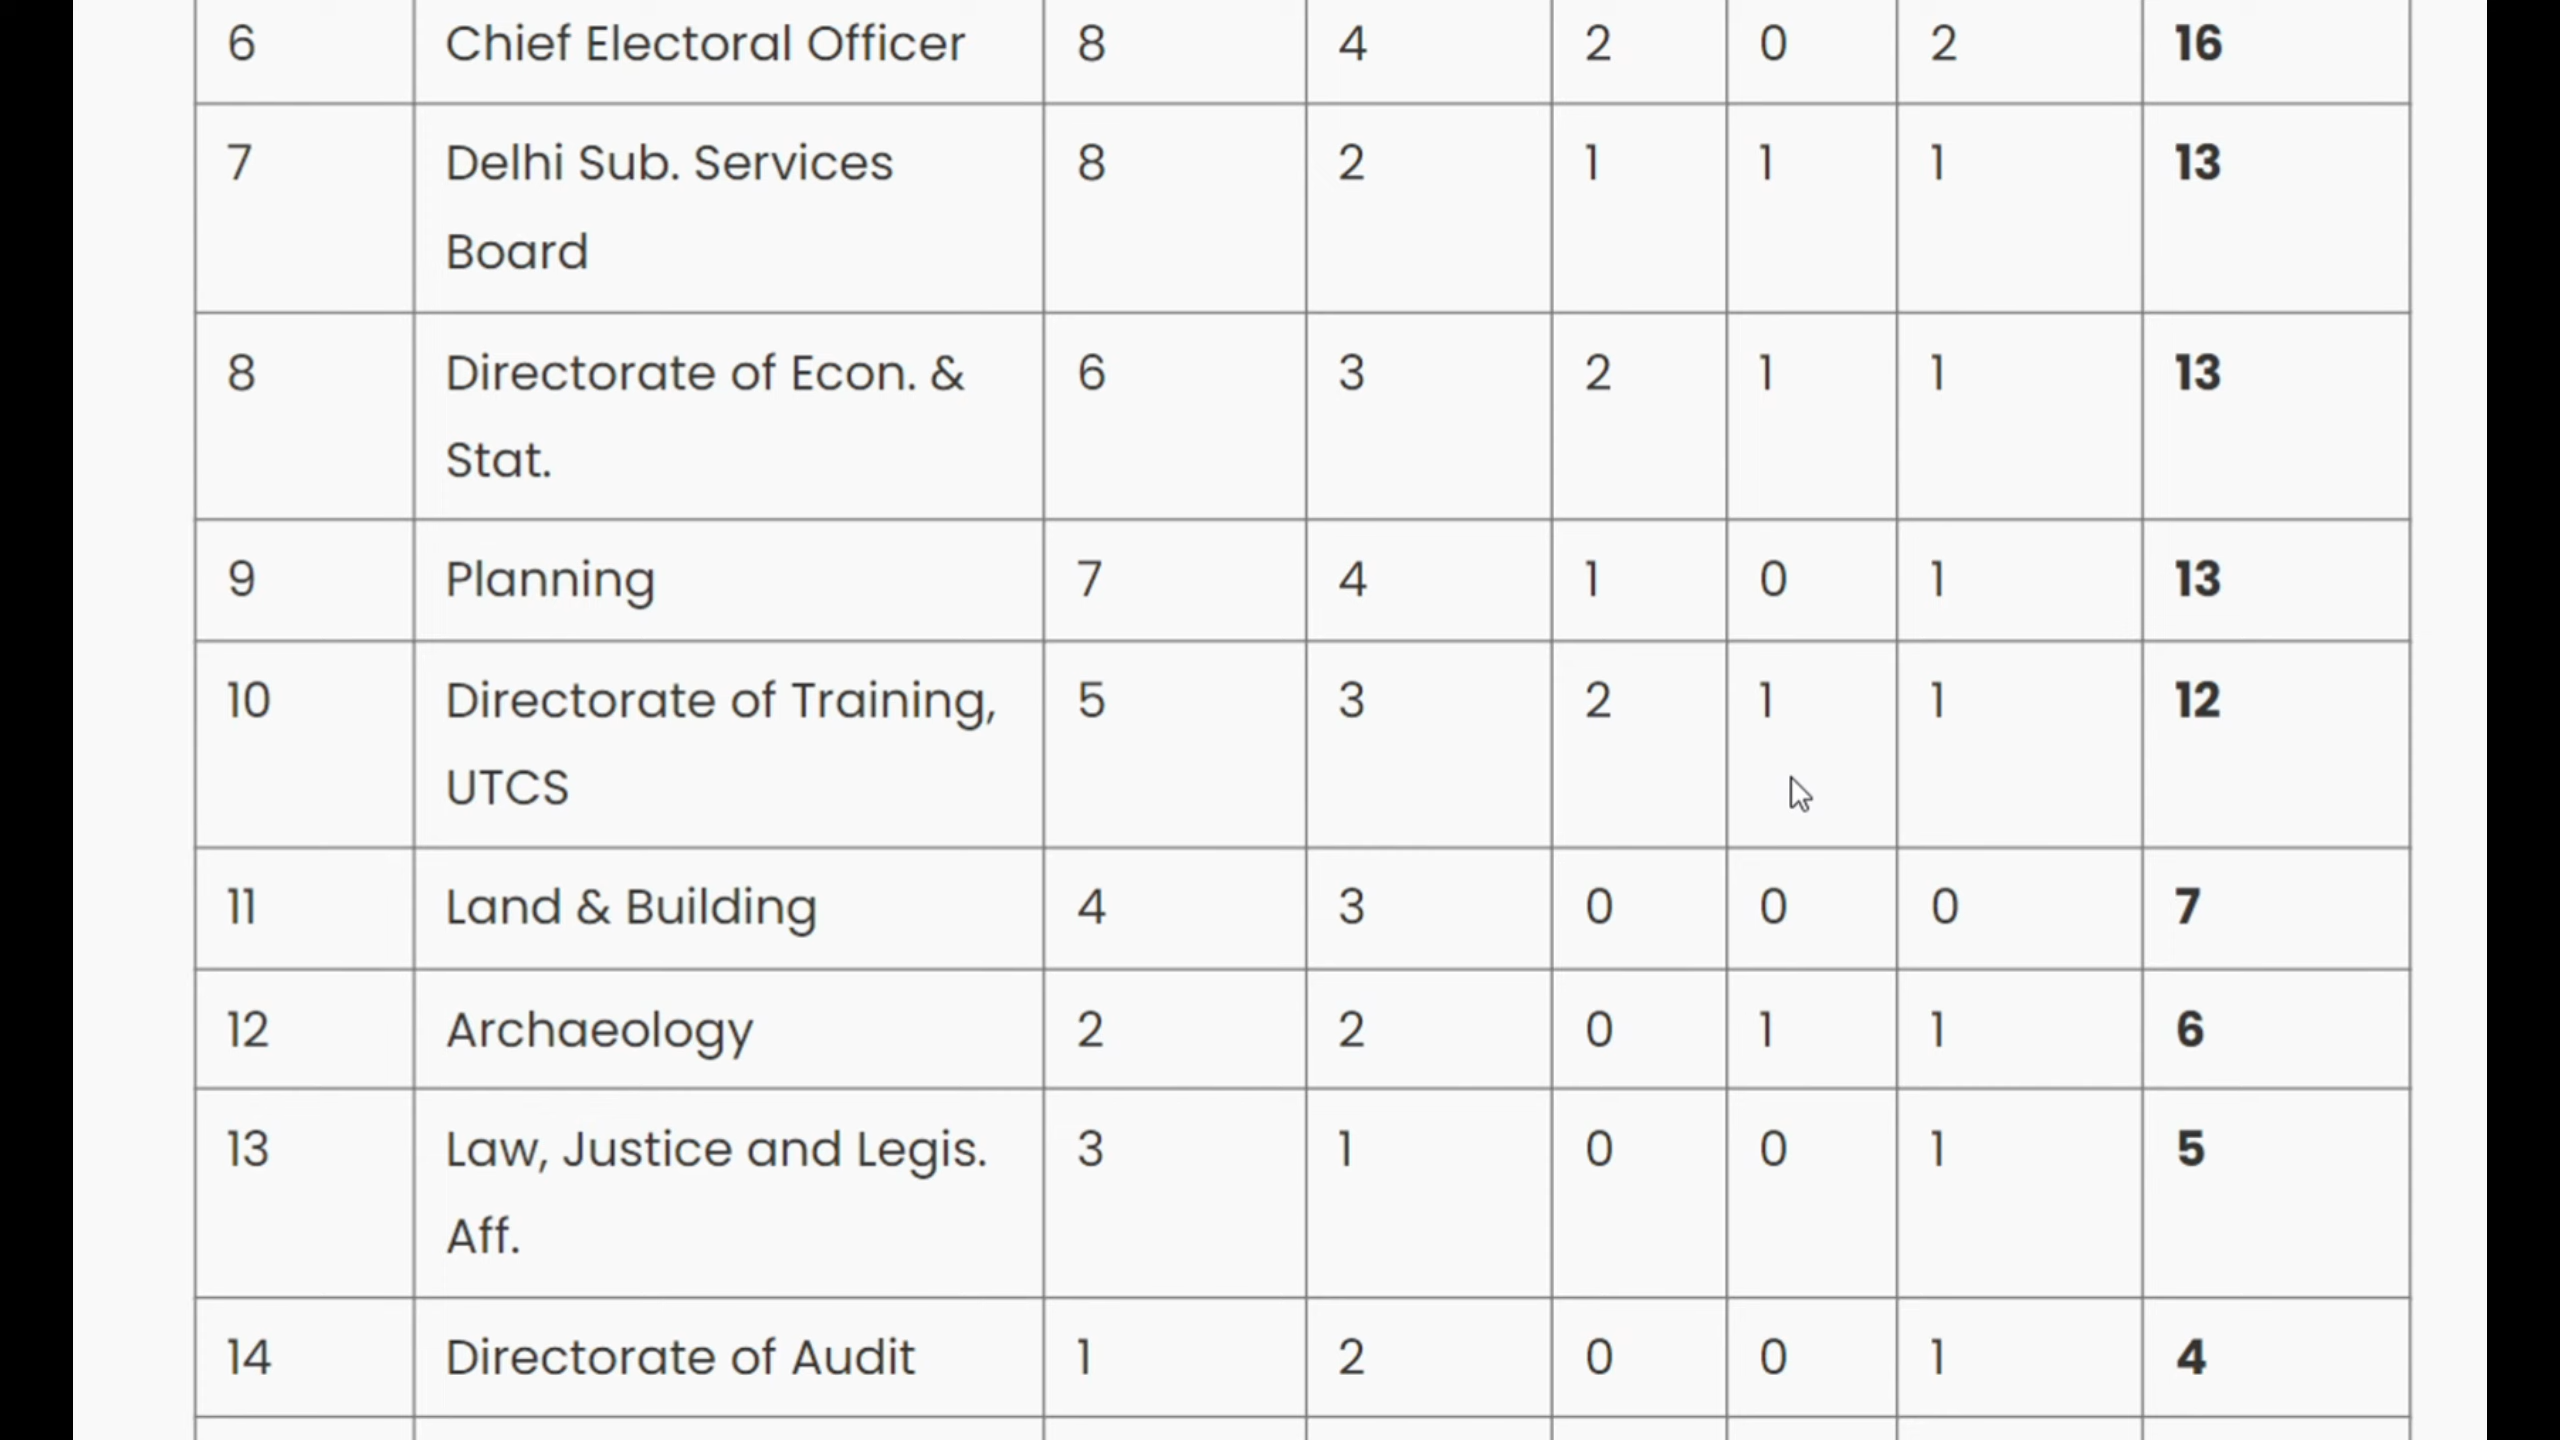 6 Chief Electoral Officer 8 4 2 0 2 16
7 Delhi Sub. Services 8 2 1 1 1 13
Board
8 Directorate of Econ. & 6 3 2 1 1 13
Stat.
9 Planning 7 4 1 0 1 13
10 Directorate of Training, 5 3 2 1 1 12
UTCS
11 Land & Building 4 3 0 0 0 7
12 Archaeology 2 2 0 1 1 6
13 Law, Justice and Legis. 3 1 0 0 1 5
Aff.
14 Directorate of Audit 1 2 0 0 1 4